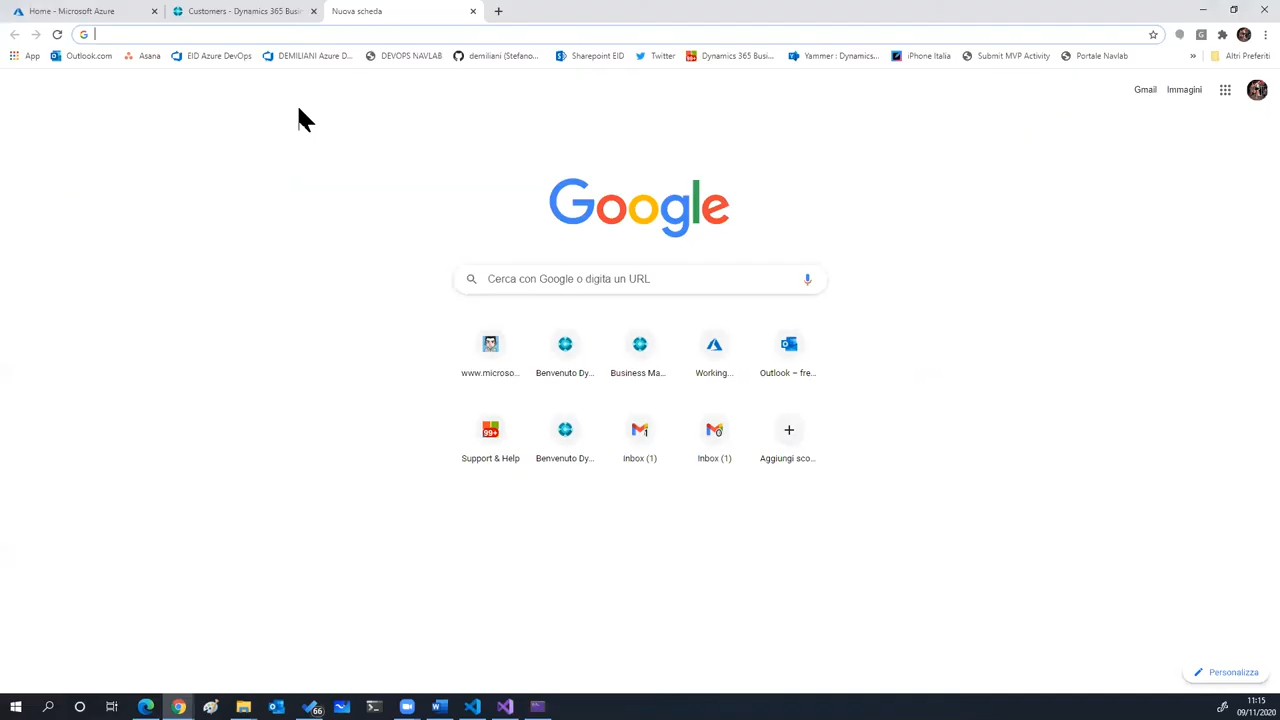 Home - Microsoft Azure
Customers - Dynamics 365 Busi
Nuova scheda
App
Outlook.com
Asana
EID Azure DevOps
DEMILIANI Azure D...
DEVOPS NAVLAB
demiliani (Stefano...
Sharepoint EID
Twitter
Dynamics 365 Busi...
Yammer : Dynamics...
iPhone Italia
Submit MVP Activity
Portale Navlab
»
Altri Preferiti
Gmail
Immagini
Google
Cerca con Google o digita un URL
www.microso...
Benvenuto Dy...
Business Ma...
Working...
Outlook – fre...
99+
Support & Help
Benvenuto Dy...
Inbox (1)
Inbox (1)
Aggiungi sco...
Personalizza
66
11:15
09/11/2020